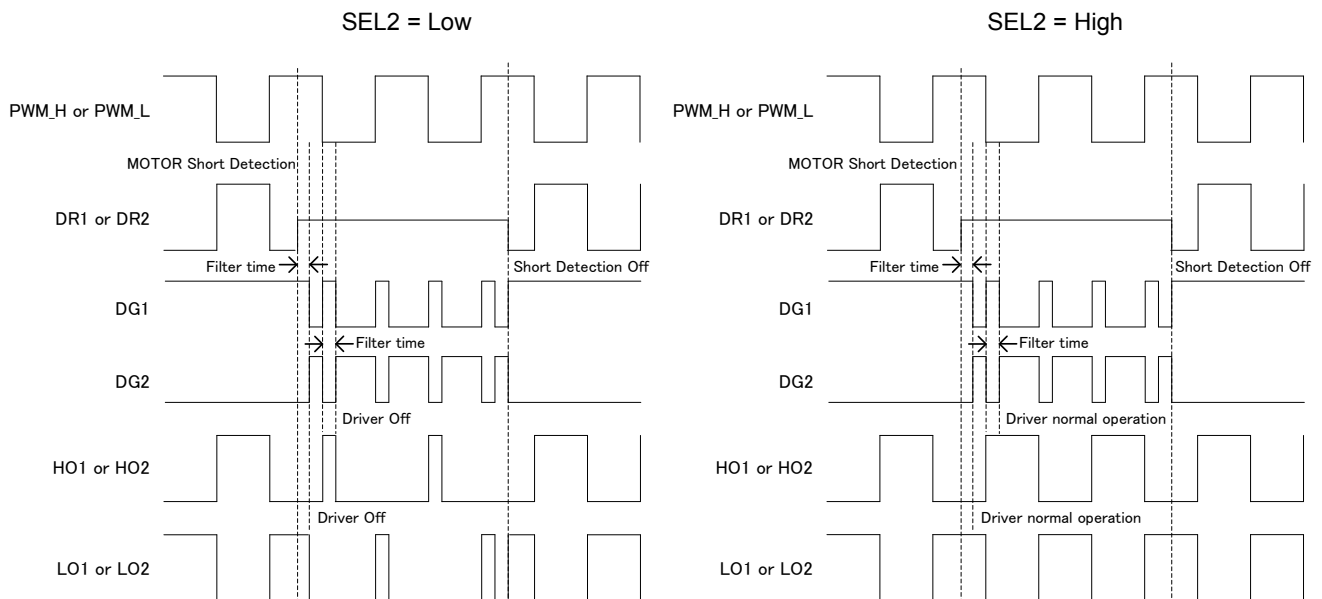 SEL2 = Low
PWM_H or PWM_L
MOTOR Short Detection
DR1 or DR2
Filter time
Short Detection Off
DG1
Filter time
DG2
Driver Off
HO1 or HO2
Driver Off
LO1 or LO2
SEL2 = High
PWM_H or PWM_L
MOTOR Short Detection
DR1 or DR2
Filter time
Short Detection Off
DG1
Filter time
DG2
Driver normal operation
HO1 or HO2
Driver normal operation
LO1 or LO2